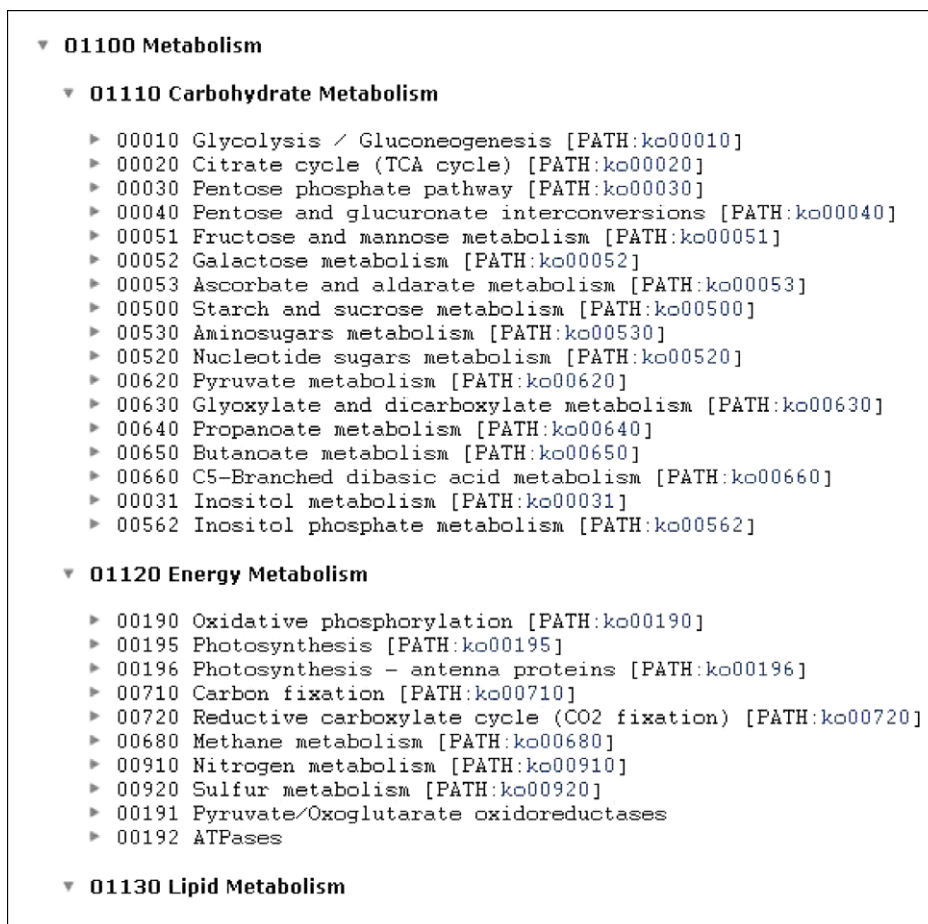 01100 Metabolism
01110 Carbohydrate Metabolism
00010 Glycolysis / Gluconeogenesis [PATH:ko00010]
00020 Citrate cycle (TCA cycle) [PATH:ko00020]
00030 Pentose phosphate pathway [PATH:ko00030]
00040 Pentose and glucuronate interconversions [PATH:ko00040]
00051 Fructose and mannose metabolism [PATH:ko00051]
00052 Galactose metabolism [PATH:ko00052]
00053 Ascorbate and aldarate metabolism [PATH:ko00053]
00500 Starch and sucrose metabolism [PATH:ko00500]
00530 Aminosugars metabolism [PATH:ko00530]
00520 Nucleotide sugars metabolism [PATH:ko00520]
00620 Pyruvate metabolism [PATH:ko00620]
00630 Glyoxylate and dicarboxylate metabolism [PATH:ko00630]
00640 Propanoate metabolism [PATH:ko00640]
00650 Butanoate metabolism [PATH:ko00650]
00660 C5-Branched dibasic acid metabolism [PATH:ko00660]
00031 Inositol metabolism [PATH:ko00031]
00562 Inositol phosphate metabolism [PATH:ko00562]
01120 Energy Metabolism
00190 Oxidative phosphorylation [PATH:ko00190]
00195 Photosynthesis [PATH:ko00195]
00196 Photosynthesis - antenna proteins [PATH:ko00196]
00710 Carbon fixation [PATH:ko00710]
00720 Reductive carboxylate cycle (CO2 fixation) [PATH:ko00720]
00680 Methane metabolism [PATH:ko00680]
00910 Nitrogen metabolism [PATH:ko00910]
00920 Sulfur metabolism [PATH:ko00920]
00191 Pyruvate/Oxoglutarate oxidoreductases
00192 ATPases
01130 Lipid Metabolism